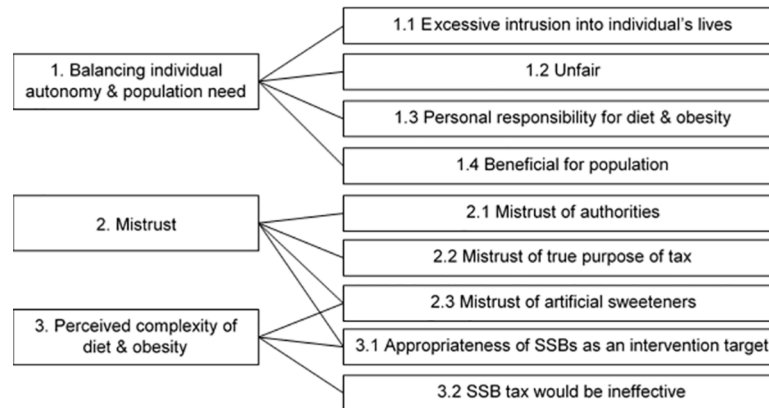 1. Balancing individual
autonomy & population need
1.1 Excessive intrusion into individual's lives
1.2 Unfair
1.3 Personal responsibility for diet & obesity
1.4 Beneficial for population
2. Mistrust
2.1 Mistrust of authorities
2.2 Mistrust of true purpose of tax
2.3 Mistrust of artificial sweeteners
3. Perceived complexity of
diet & obesity
3.1 Appropriateness of SSBs as an intervention target
3.2 SSB tax would be ineffective